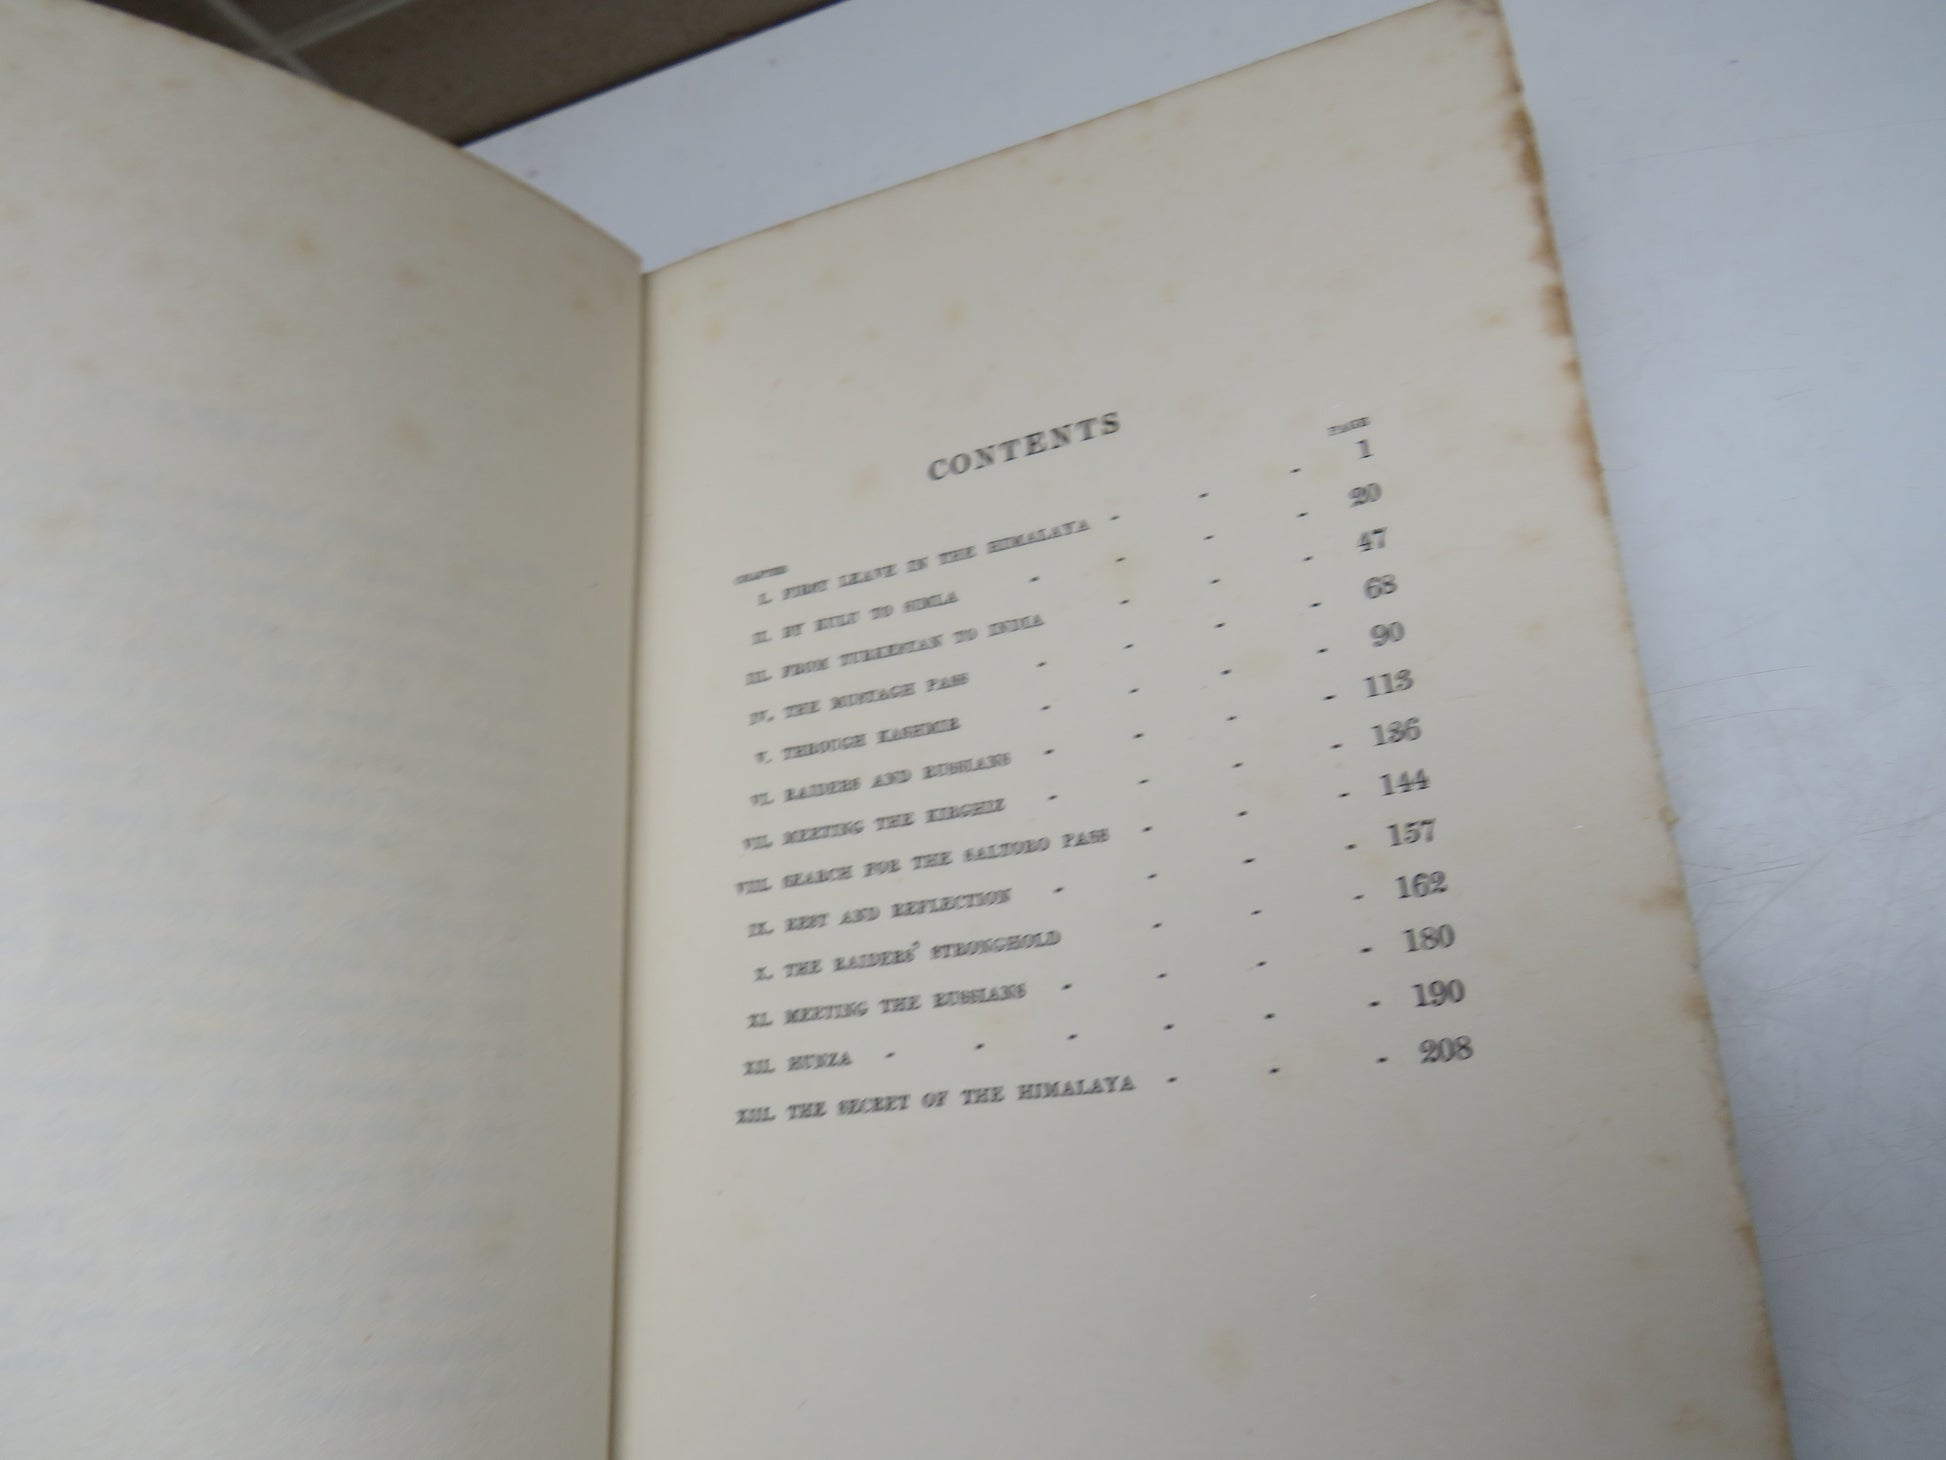 CONTENTS
CHAPTER PAGE
I. FIRST LEAVE IN THE HIMALAYA - - - 1
II. BY KULU TO SIMLA - - - - 20
III. FROM TURKESTAN TO INDIA - - - 47
IV. THE MUSTAGH PASS - - - - 68
V. THROUGH KASHMIR - - - - 90
VI. RAIDERS AND RUSSIANS - - - - 113
VII. MEETING THE KIRGHIZ - - - - 136
VIII. SEARCH FOR THE SALTORO PASS - - - 144
IX. REST AND REFLECTION - - - - 157
X. THE RAIDERS' STRONGHOLD - - - 162
XI. MEETING THE RUSSIANS - - - - 180
XII. HUNZA - - - - - - 190
XIII. THE SECRET OF THE HIMALAYA - - - 208